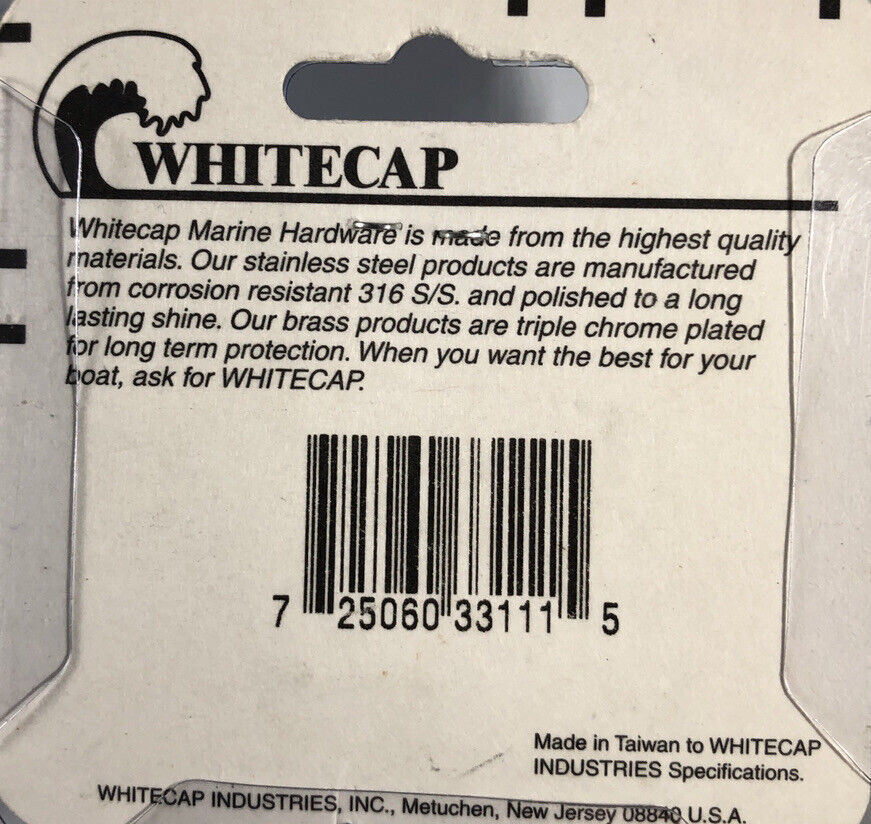 WHITECAP
Whitecap Marine Hardware is made from the highest quality
materials. Our stainless steel products are manufactured
from corrosion resistant 316 S/S. and polished to a long
lasting shine. Our brass products are triple chrome plated
for long term protection. When you want the best for your
boat, ask for WHITECAP.
7 25060 33111 5
Made in Taiwan to WHITECAP
INDUSTRIES Specifications.
WHITECAP INDUSTRIES, INC., Metuchen, New Jersey 08840 U.S.A.